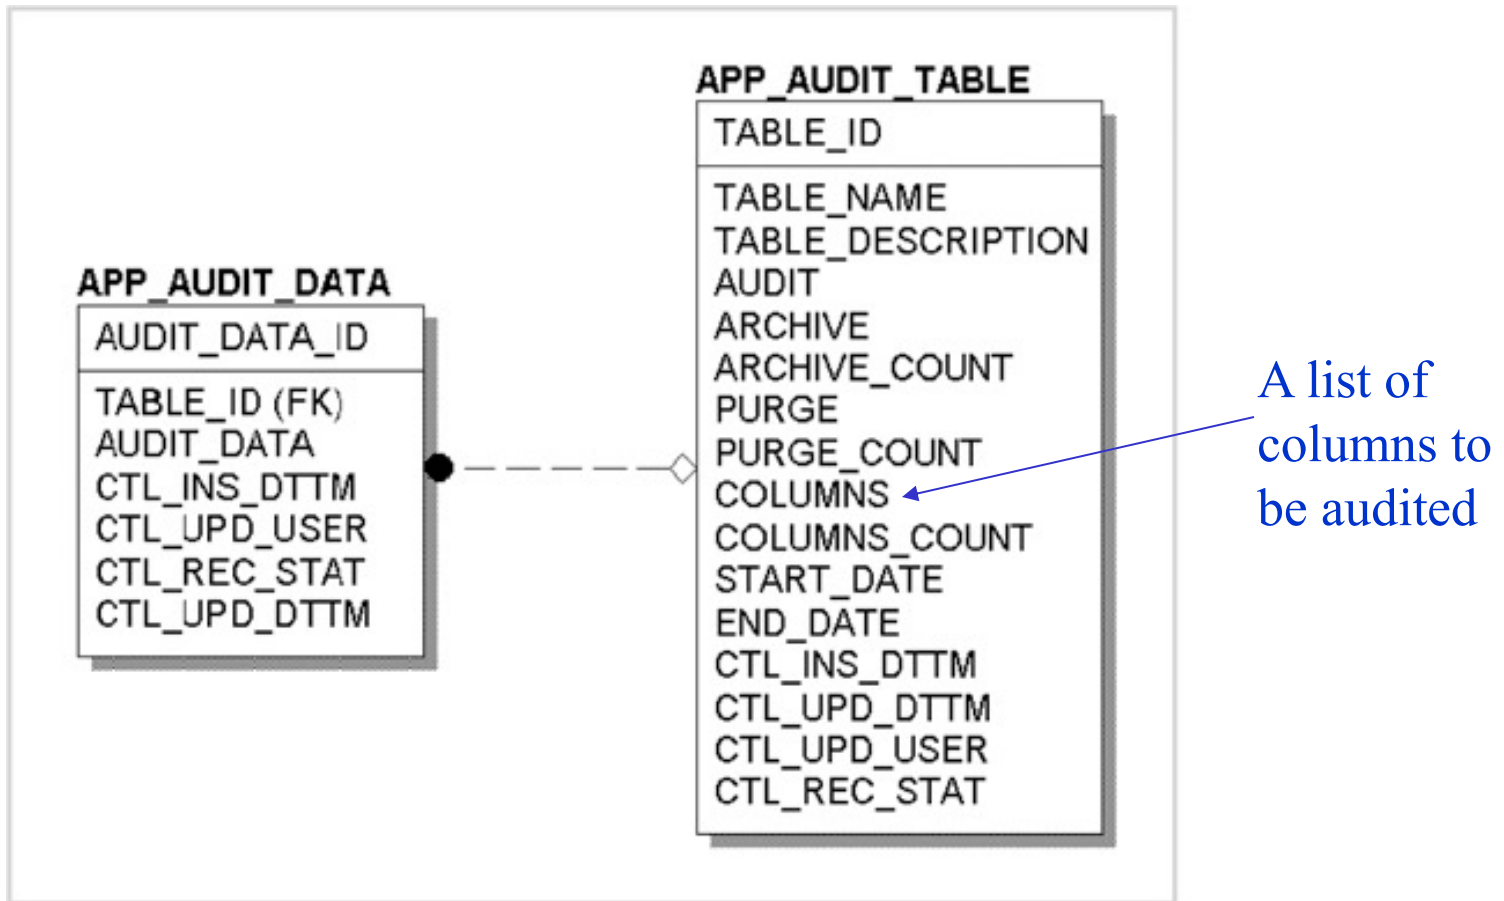 APP_AUDIT_DATA
AUDIT_DATA_ID
TABLE_ID (FK)
AUDIT_DATA
CTL_INS_DTTM
CTL_UPD_USER
CTL_REC_STAT
CTL_UPD_DTTM
APP_AUDIT_TABLE
TABLE_ID
TABLE_NAME
TABLE_DESCRIPTION
AUDIT
ARCHIVE
ARCHIVE_COUNT
PURGE
PURGE_COUNT
COLUMNS
COLUMNS_COUNT
START_DATE
END_DATE
CTL_INS_DTTM
CTL_UPD_DTTM
CTL_UPD_USER
CTL_REC_STAT
A list of
columns to
be audited